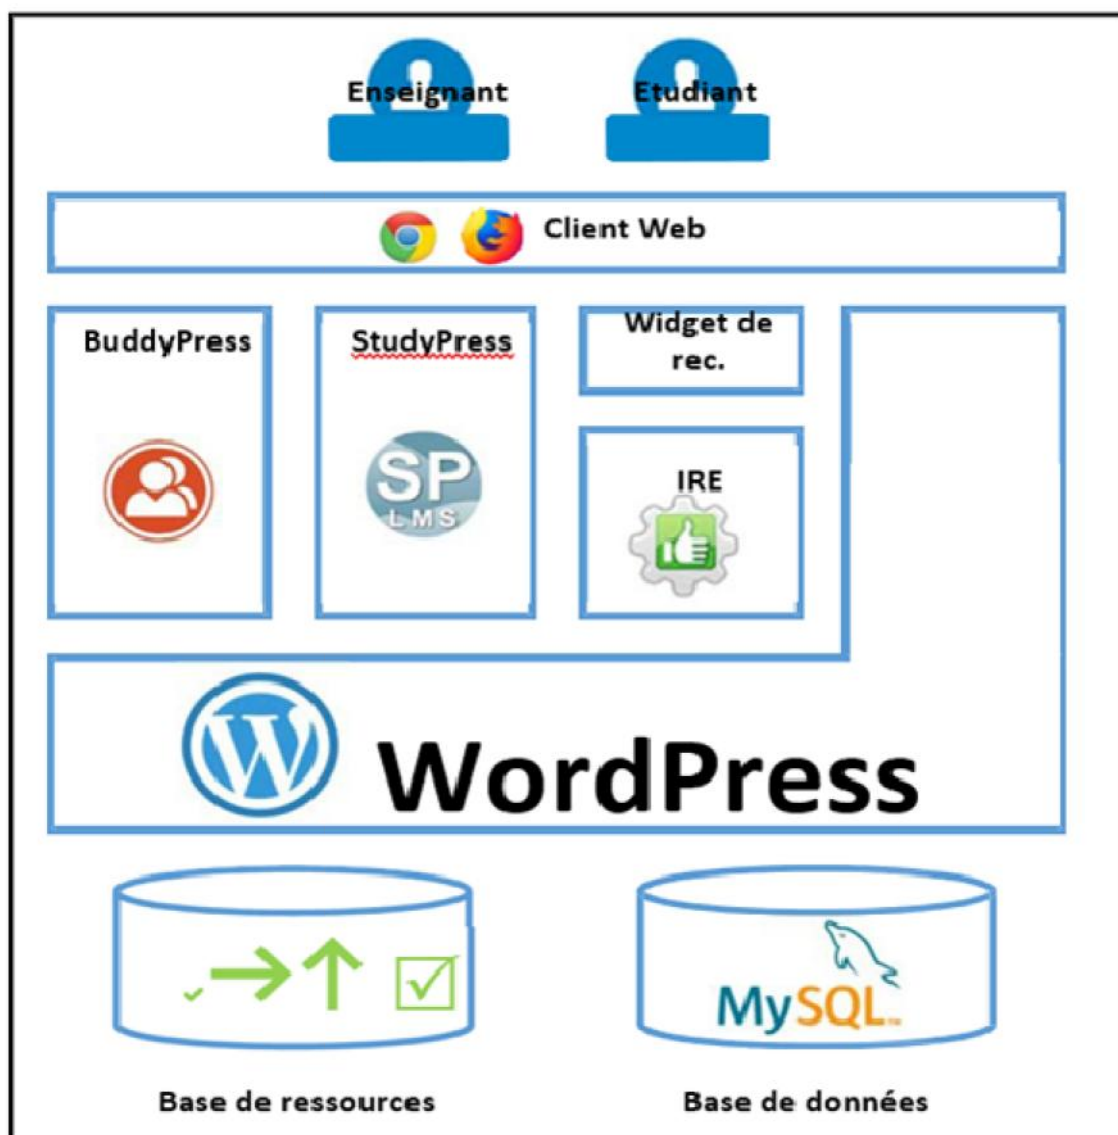 Enseignant
Etudiant
Client Web
BuddyPress
StudyPress
Widget de
rec.
SP
LMS
IRE
WordPress
MySQL™
Base de ressources
Base de données